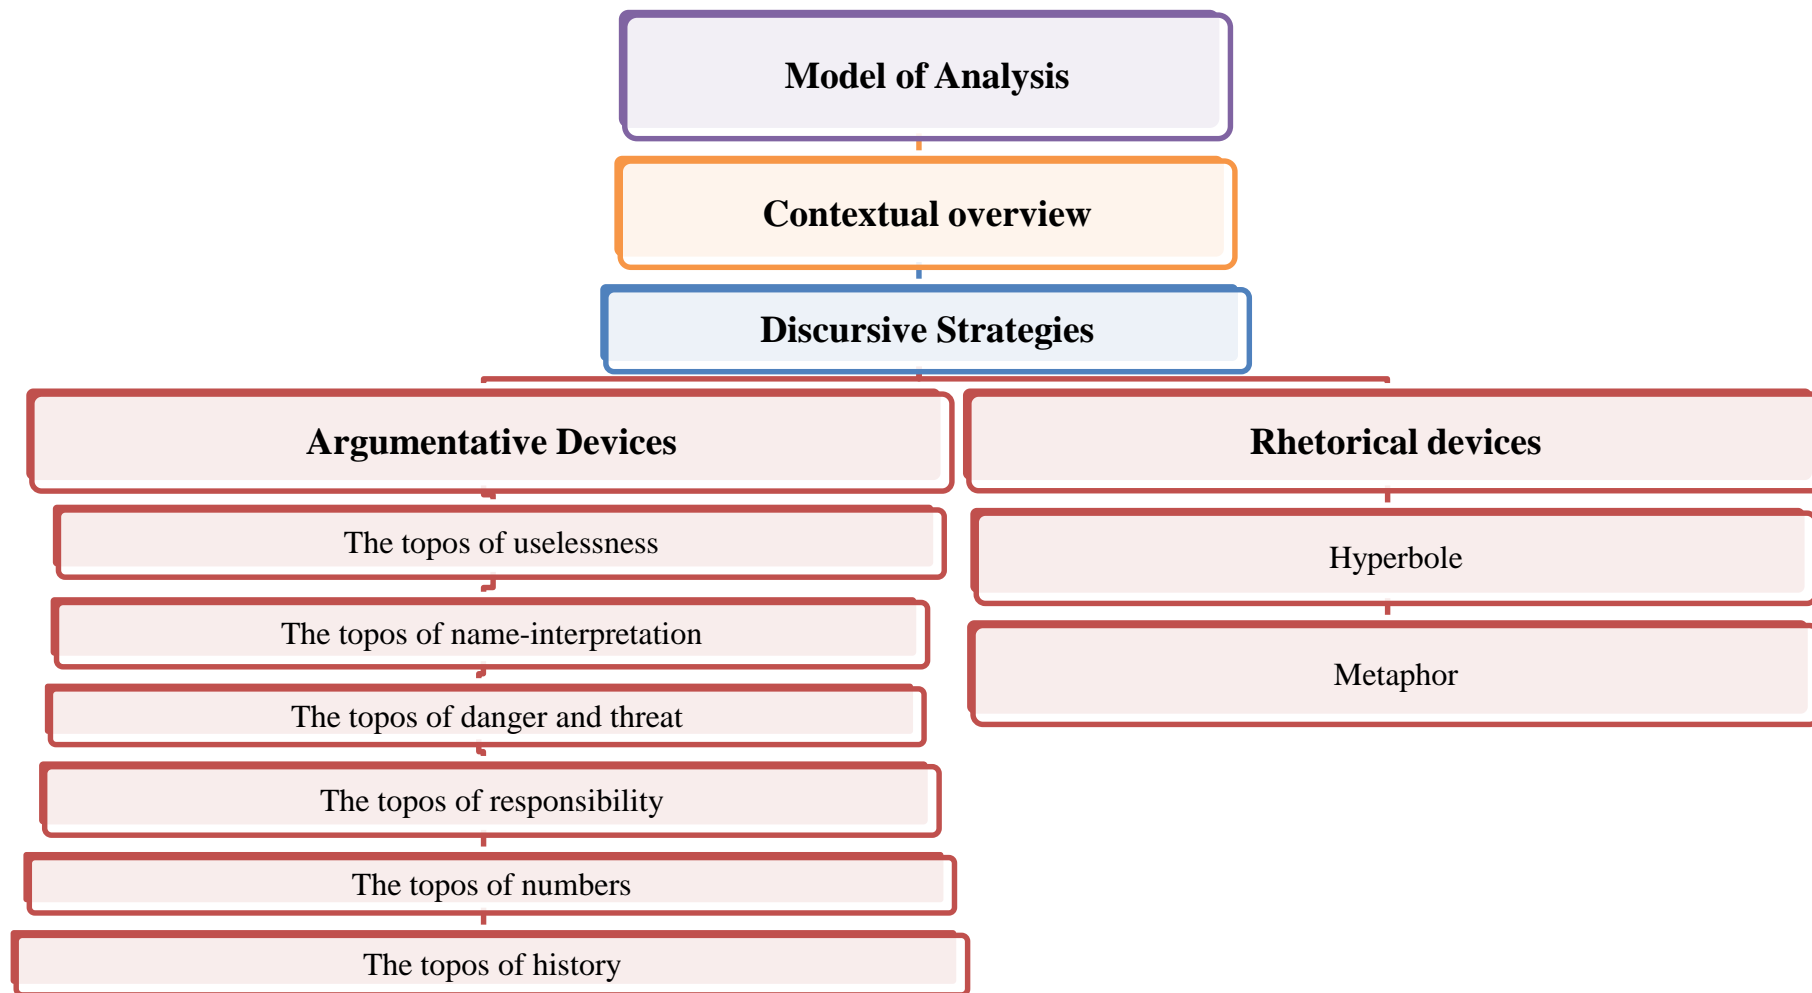 Model of Analysis
Contextual overview
Discursive Strategies
Argumentative Devices
The topos of uselessness
The topos of name-interpretation
The topos of danger and threat
The topos of responsibility
The topos of numbers
The topos of history
Rhetorical devices
Hyperbole
Metaphor